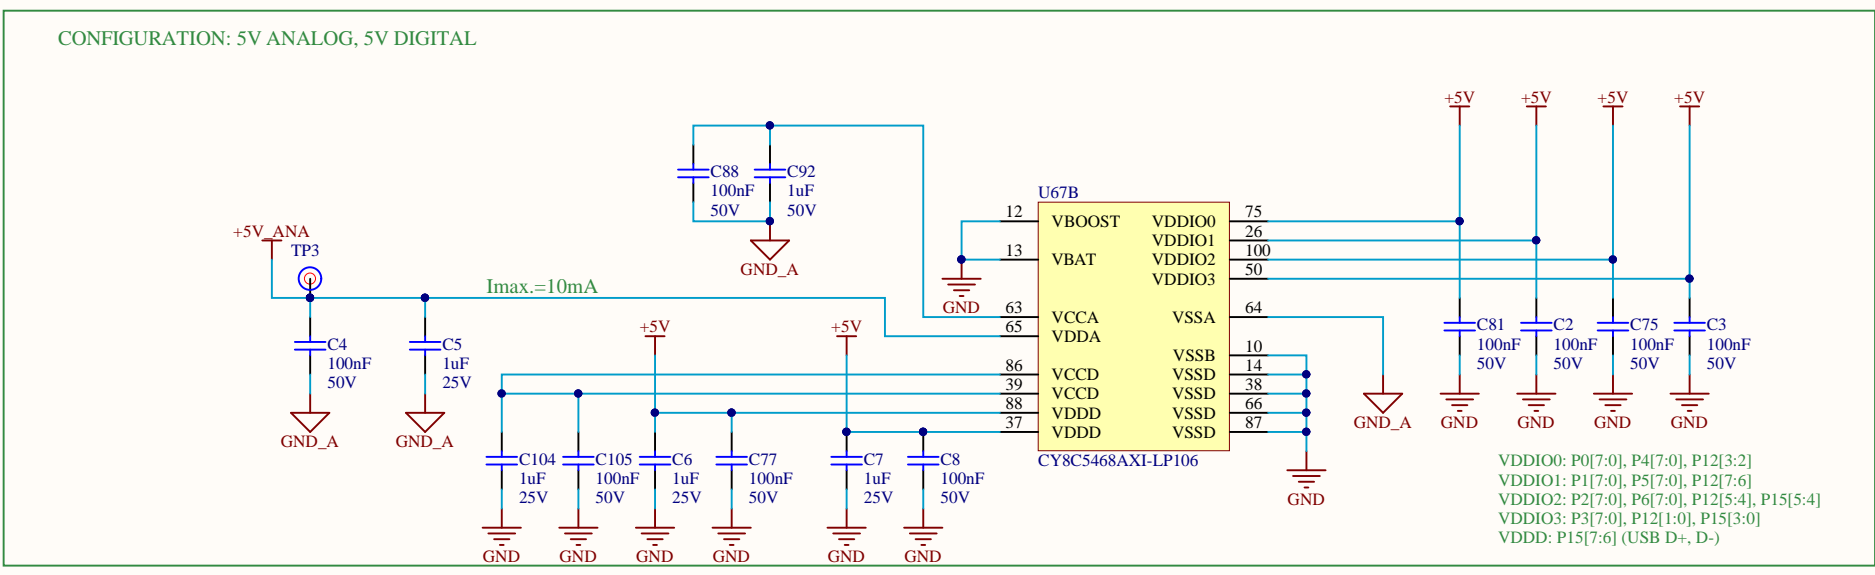 CONFIGURATION: 5V ANALOG, 5V DIGITAL
+5V
+5V
+5V
+5V
C88
100nF
50V
C92
1uF
50V
GND_A
U67B
12
VBOOST
13
VBAT
63
VCCA
65
VDDA
86
VCCD
39
VCCD
88
VDDD
37
VDDD
VDDIO0
75
VDDIO1
26
VDDIO2
100
VDDIO3
50
VSSA
64
VSSB
10
VSSD
14
VSSD
38
VSSD
66
VSSD
87
CY8C5468AXI-LP106
GND
+5V_ANA
TP3
Imax.=10mA
C4
100nF
50V
GND_A
C5
1uF
25V
GND_A
+5V
+5V
C104
1uF
25V
GND
C105
100nF
50V
GND
C6
1uF
25V
GND
C77
100nF
50V
GND
C7
1uF
25V
GND
C8
100nF
50V
GND
GND
GND_A
C81
100nF
50V
GND
C2
100nF
50V
GND
C75
100nF
50V
GND
C3
100nF
50V
GND
VDDIO0: P0[7:0], P4[7:0], P12[3:2]
VDDIO1: P1[7:0], P5[7:0], P12[7:6]
VDDIO2: P2[7:0], P6[7:0], P12[5:4], P15[5:4]
VDDIO3: P3[7:0], P12[1:0], P15[3:0]
VDDD: P15[7:6] (USB D+, D-)